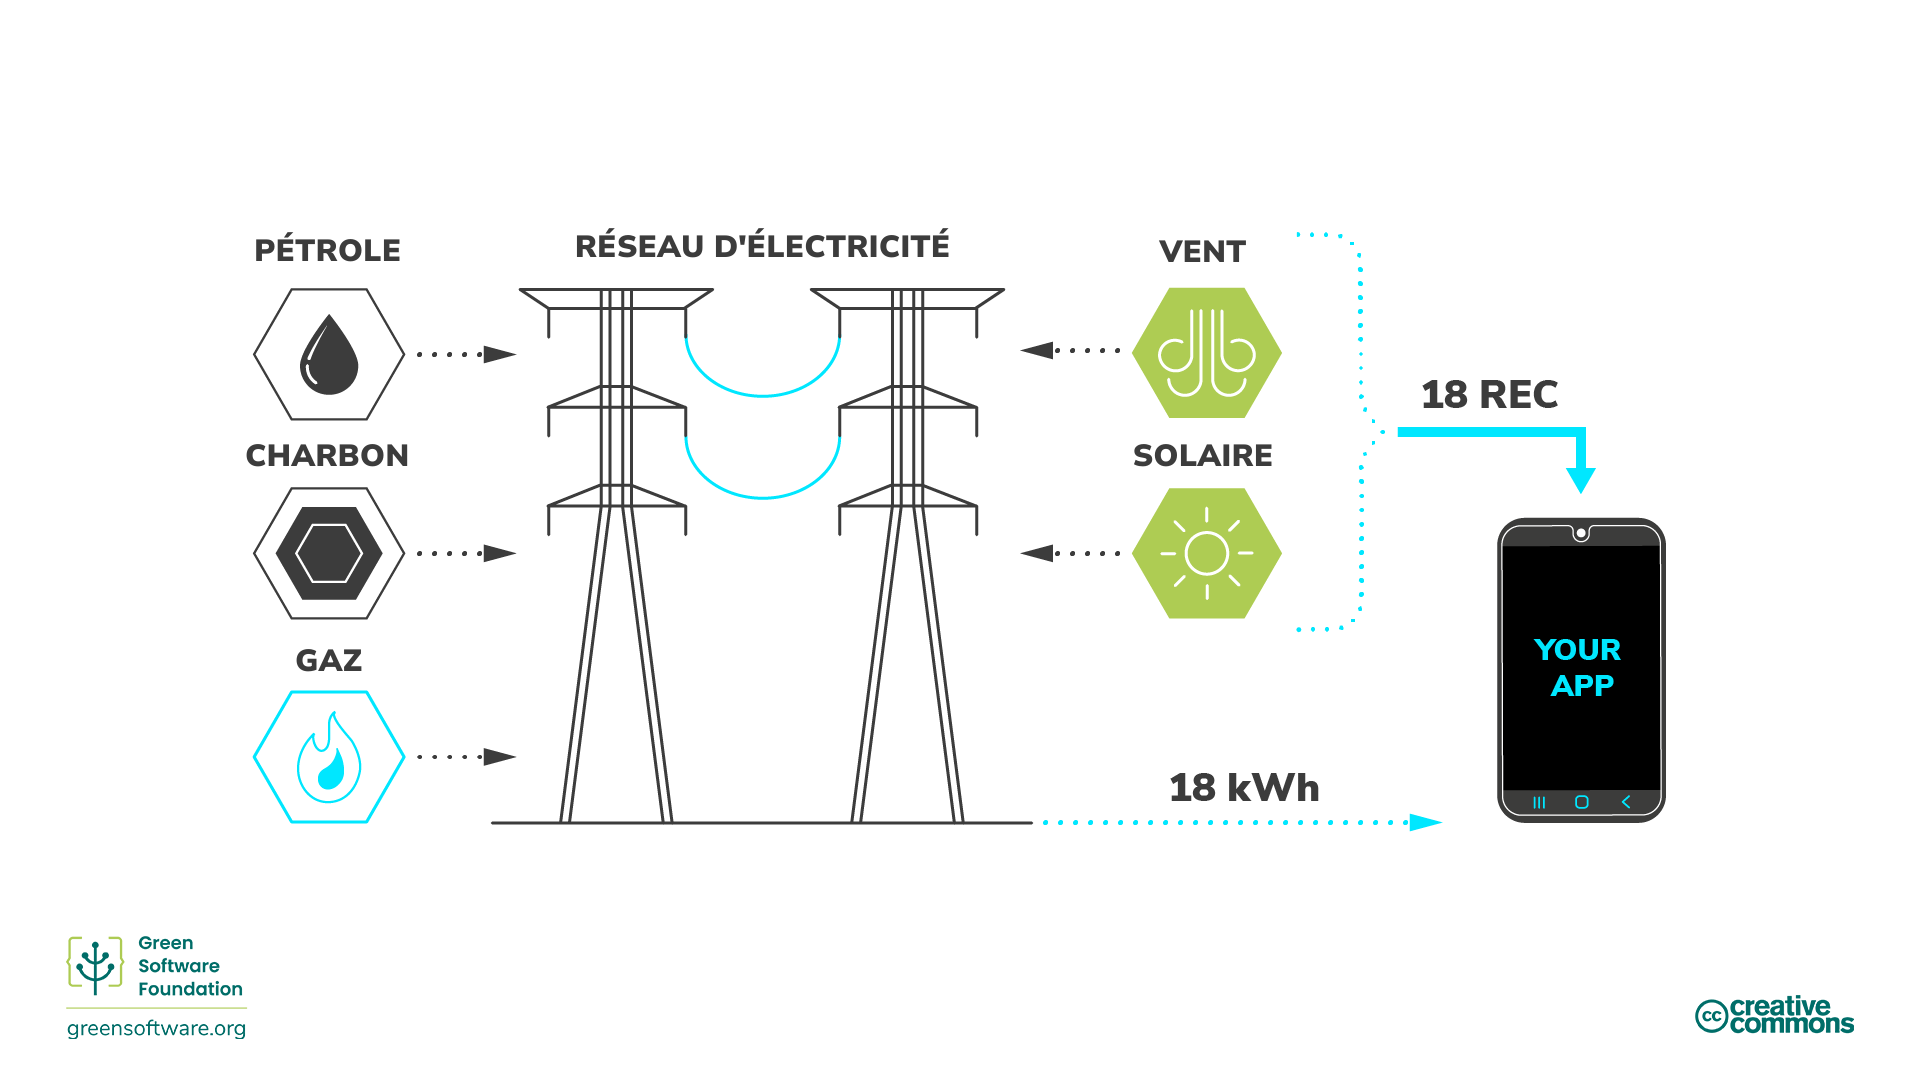 PÉTROLE
RÉSEAU D'ÉLECTRICITÉ
VENT
18 REC
CHARBON
SOLAIRE
GAZ
YOUR
APP
18 kWh
Green
Software
Foundation
greensoftware.org
cc creative
commons